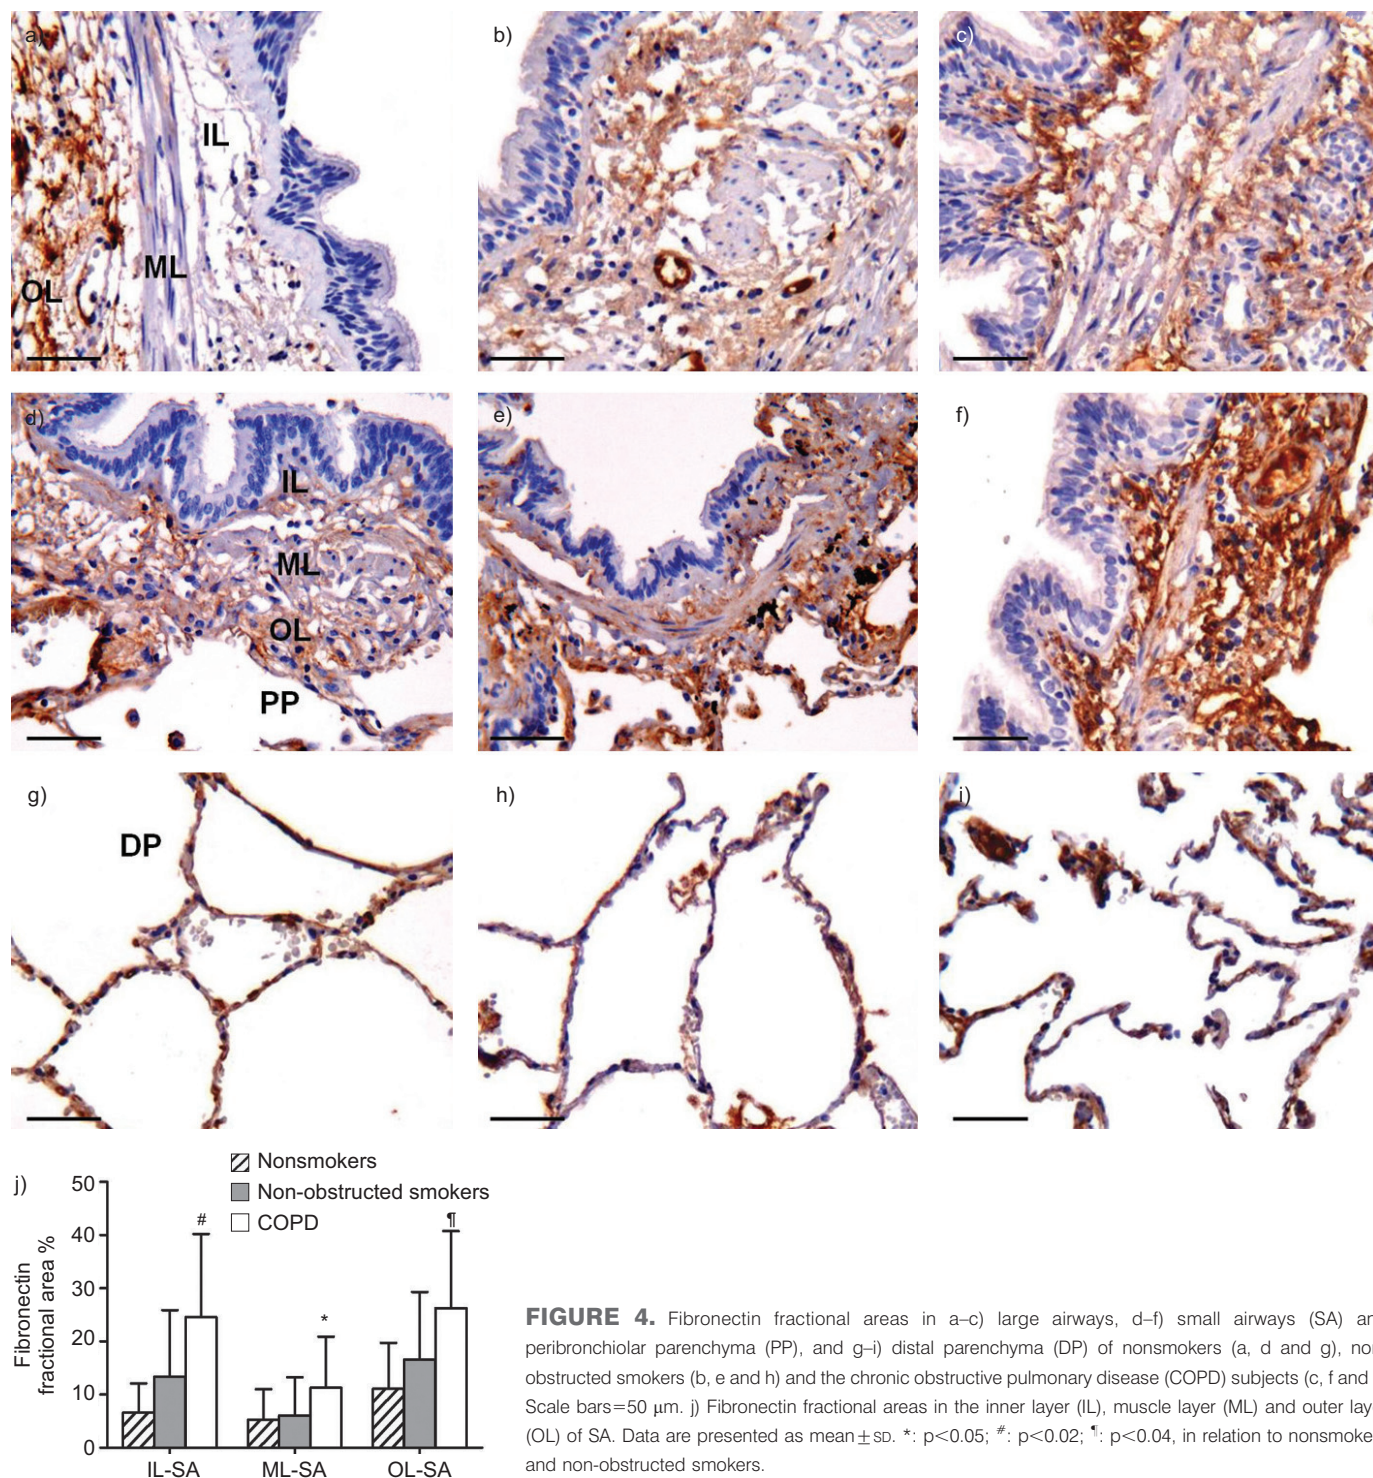 a)
b)
c)
IL
ML
OL
d)
e)
f)
IL
ML
OL
PP
g)
h)
i)
DP
j)
Nonsmokers
Non-obstructed smokers
COPD
Fibronectin
fractional area %
50
40
30
20
10
0
#
*
¶
IL-SA
ML-SA
OL-SA
FIGURE 4. Fibronectin fractional areas in a–c) large airways, d–f) small airways (SA)
peribronchiolar parenchyma (PP), and g–i) distal parenchyma (DP) of nonsmokers (a, d and g),
obstructed smokers (b, e and h) and the chronic obstructive pulmonary disease (COPD) subjects (c, f and
Scale bars=50 μm. j) Fibronectin fractional areas in the inner layer (IL), muscle layer (ML) and outer
(OL) of SA. Data are presented as mean±SD. *: p<0.05; #: p<0.02; ¶: p<0.04, in relation to
and non-obstructed smokers.